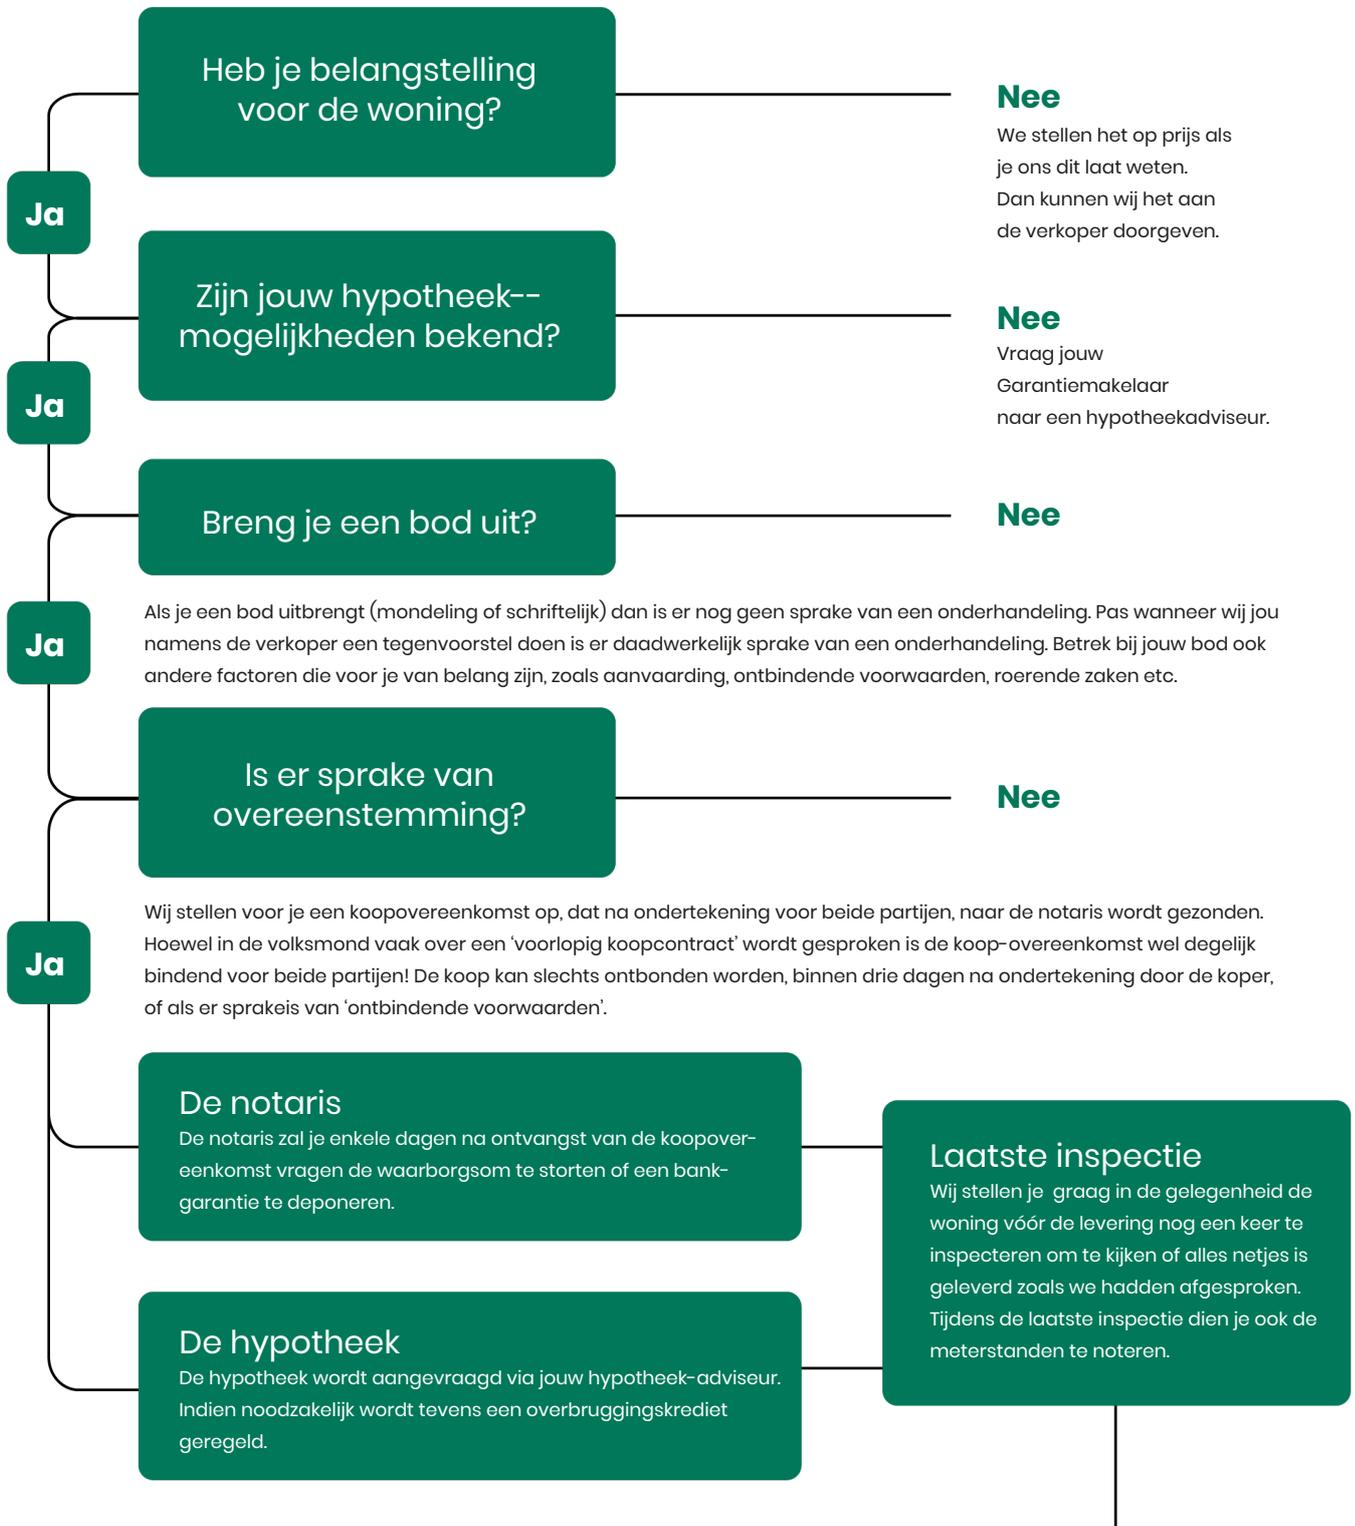 Heb je belangstelling
voor de woning?
Nee
We stellen het op prijs als
je ons dit laat weten.
Dan kunnen wij het aan
de verkoper doorgeven.
Ja
Zijn jouw hypotheek--
mogelijkheden bekend?
Nee
Vraag jouw
Garantiemakelaar
naar een hypotheekadviseur.
Ja
Breng je een bod uit?
Nee
Ja
Als je een bod uitbrengt (mondeling of schriftelijk) dan is er nog geen sprake van een onderhandeling. Pas wanneer wij jou
namens de verkoper een tegenvoorstel doen is er daadwerkelijk sprake van een onderhandeling. Betrek bij jouw bod ook
andere factoren die voor je van belang zijn, zoals aanvaarding, ontbindende voorwaarden, roerende zaken etc.
Is er sprake van
overeenstemming?
Nee
Ja
Wij stellen voor je een koopovereenkomst op, dat na ondertekening voor beide partijen, naar de notaris wordt gezonden.
Hoewel in de volksmond vaak over een ‘voorlopig koopcontract’ wordt gesproken is de koop-overeenkomst wel degelijk
bindend voor beide partijen! De koop kan slechts ontbonden worden, binnen drie dagen na ondertekening door de koper,
of als er sprakeis van ‘ontbindende voorwaarden’.
De notaris
De notaris zal je enkele dagen na ontvangst van de koopover-
eenkomst vragen de waarborgsom te storten of een bank-
garantie te deponeren.
De hypotheek
De hypotheek wordt aangevraagd via jouw hypotheek-adviseur.
Indien noodzakelijk wordt tevens een overbruggingskrediet
geregeld.
Laatste inspectie
Wij stellen je  graag in de gelegenheid de
woning vóór de levering nog een keer te
inspecteren om te kijken of alles netjes is
geleverd zoals we hadden afgesproken.
Tijdens de laatste inspectie dien je ook de
meterstanden te noteren.